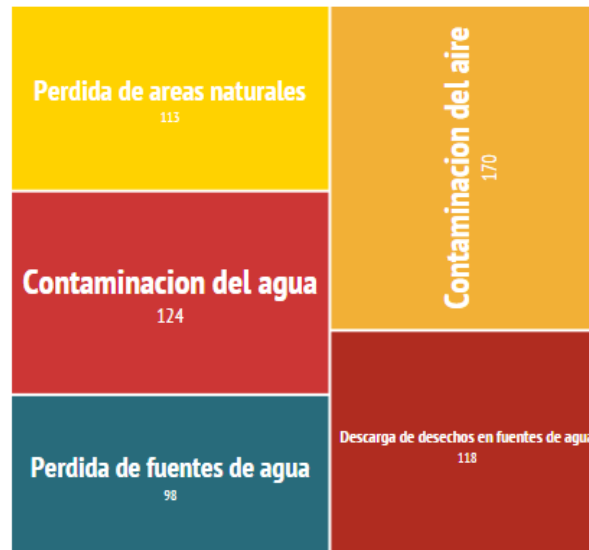 Perdida de areas naturales
113
Contaminacion del agua
124
Perdida de fuentes de agua
98
Contaminacion del aire
170
Descarga de desechos en fuentes de agua
118